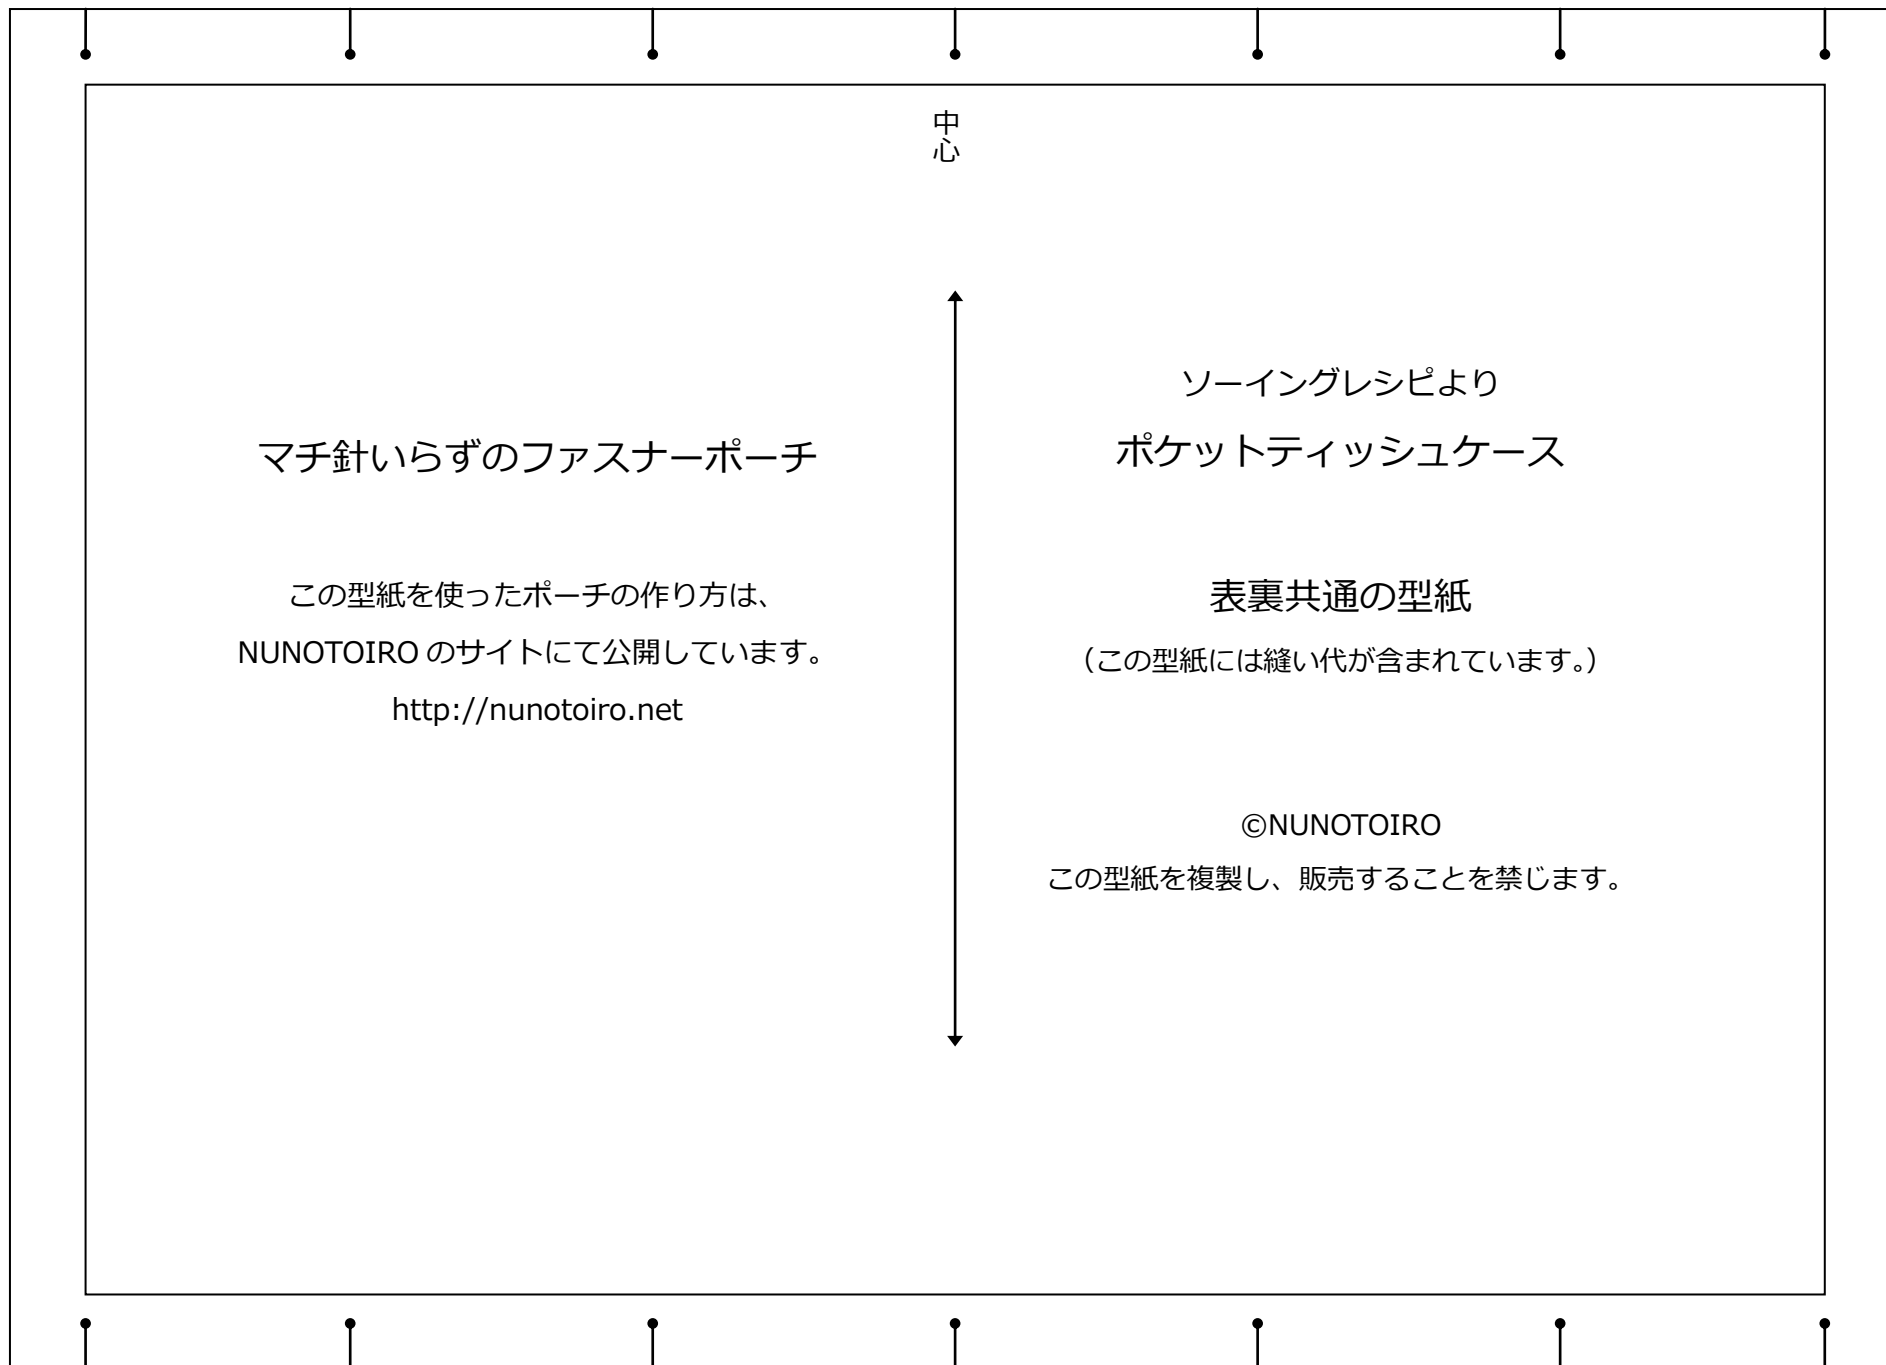 中心
マチ針いらずのファスナーポーチ
この型紙を使ったポーチの作り方は、
NUNOTOIRO のサイトにて公開しています。
http://nunotoiro.net
ソーイングレシピより
ポケットティッシュケース
表裏共通の型紙
（この型紙には縫い代が含まれています。）
©NUNOTOIRO
この型紙を複製し、販売することを禁じます。